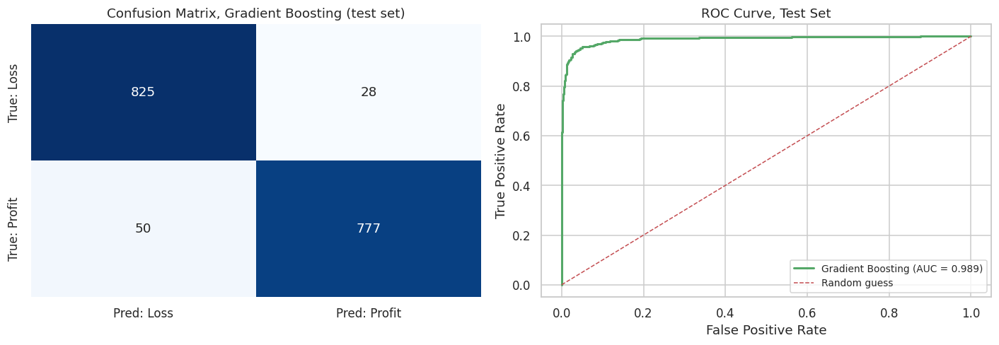 Confusion Matrix, Gradient Boosting (test set)
True: Loss
825
28
True: Profit
50
777
Pred: Loss
Pred: Profit
ROC Curve, Test Set
True Positive Rate
1.0
0.8
0.6
0.4
0.2
0.0
Gradient Boosting (AUC = 0.989)
Random guess
0.0
0.2
0.4
0.6
0.8
1.0
False Positive Rate